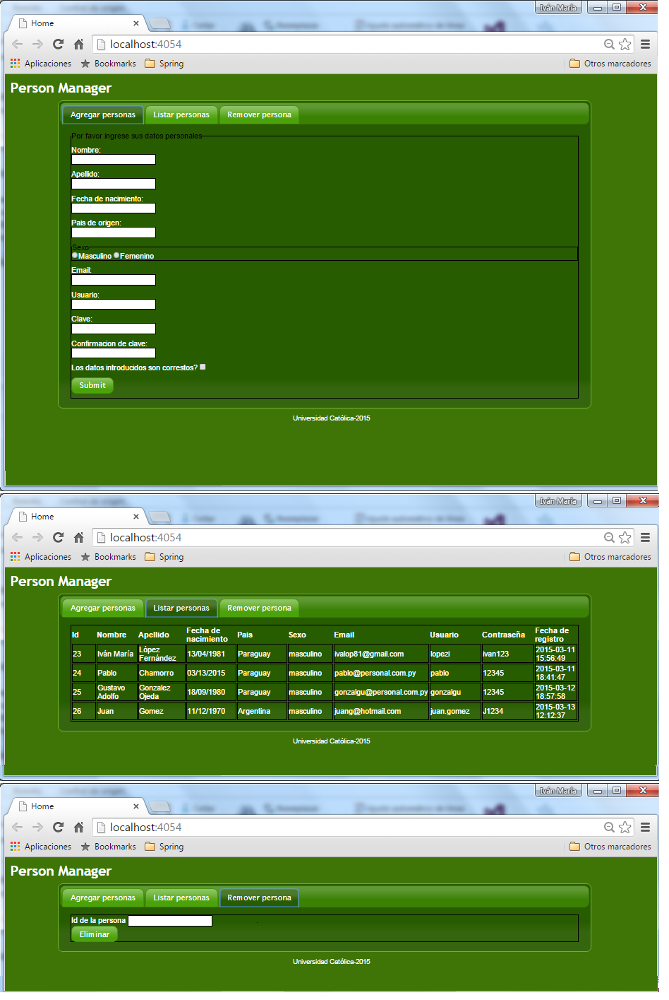 Iván María
Home
localhost:4054
Aplicaciones Bookmarks Spring Otros marcadores
Person Manager
Agregar personas Listar personas Remover persona
Por favor ingrese sus datos personales
Nombre:
Apellido:
Fecha de nacimiento:
Pais de origen:
Sexo
Masculino Femenino
Email:
Usuario:
Clave:
Confirmacion de clave:
Los datos introducidos son correstos?
Submit
Universidad Católica-2015
Iván María
Home
localhost:4054
Aplicaciones Bookmarks Spring Otros marcadores
Person Manager
Agregar personas Listar personas Remover persona
Id Nombre Apellido Fecha de nacimiento Pais Sexo Email Usuario Contraseña Fecha de registro
23 Iván María López Fernández 13/04/1981 Paraguay masculino ivalop81@gmail.com lopezi ivan123 2015-03-11 15:56:49
24 Pablo Chamorro 03/13/2015 Paraguay masculino pablo@personal.com.py pablo 12345 2015-03-11 18:41:47
25 Gustavo Adolfo Gonzalez Ojeda 18/09/1980 Paraguay masculino gonzalgu@personal.com.py gonzalgu 12345 2015-03-12 18:57:58
26 Juan Gomez 11/12/1970 Argentina masculino juang@hotmail.com juan.gomez J1234 2015-03-13 12:12:37
Universidad Católica-2015
Iván María
Home
localhost:4054
Aplicaciones Bookmarks Spring Otros marcadores
Person Manager
Agregar personas Listar personas Remover persona
Id de la persona
Eliminar
Universidad Católica-2015